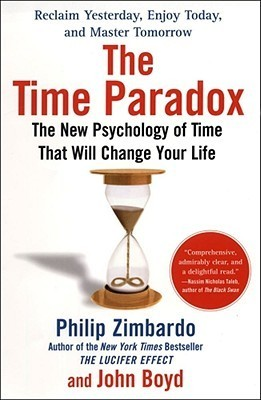 Reclaim Yesterday, Enjoy Today,
and Master Tomorrow
The
Time Paradox
The New Psychology of Time
That Will Change Your Life
"Comprehensive,
admirably clear, and
a delightful read."
—Nassim Nicholas Taleb,
author of The Black Swan
Philip Zimbardo
Author of the New York Times Bestseller
THE LUCIFER EFFECT
and John Boyd